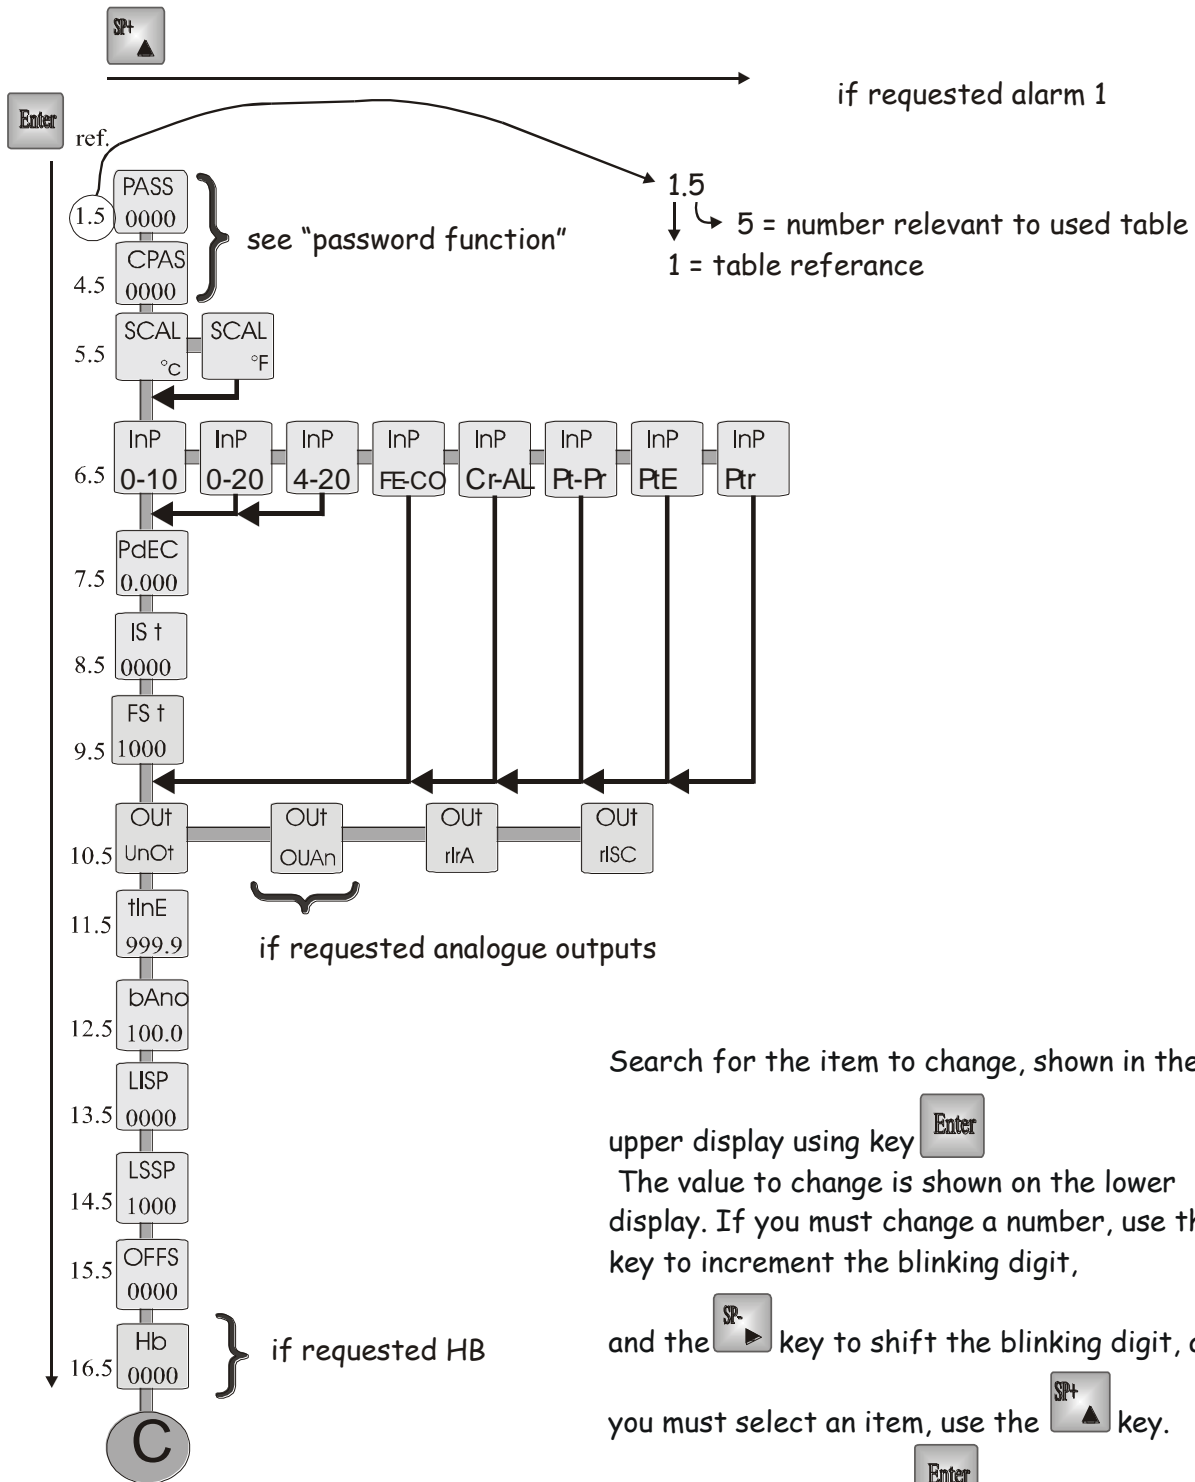 SP+
if requested alarm 1
Enter
ref.
1.5
PASS
0000
1.5
5 = number relevant to used table
1 = table referance
see “password function”
4.5
CPAS
0000
5.5
SCAL
°C
SCAL
°F
6.5
InP
0-10
InP
0-20
InP
4-20
InP
FE-CO
InP
Cr-AL
InP
Pt-Pr
InP
PtE
InP
Ptr
7.5
PdEC
0.000
8.5
IS t
0000
9.5
FS t
1000
10.5
OUt
UnOt
OUt
OUAn
OUt
rIrA
OUt
rISC
11.5
tInE
999.9
if requested analogue outputs
12.5
bAnd
100.0
13.5
LISP
0000
14.5
LSSP
1000
15.5
OFFS
0000
16.5
Hb
0000
if requested HB
C
Search for the item to change, shown in the
upper display using key Enter
The value to change is shown on the lower
display. If you must change a number, use
key to increment the blinking digit,
and the SP- key to shift the blinking digit,
you must select an item, use the SP+ key.
Enter